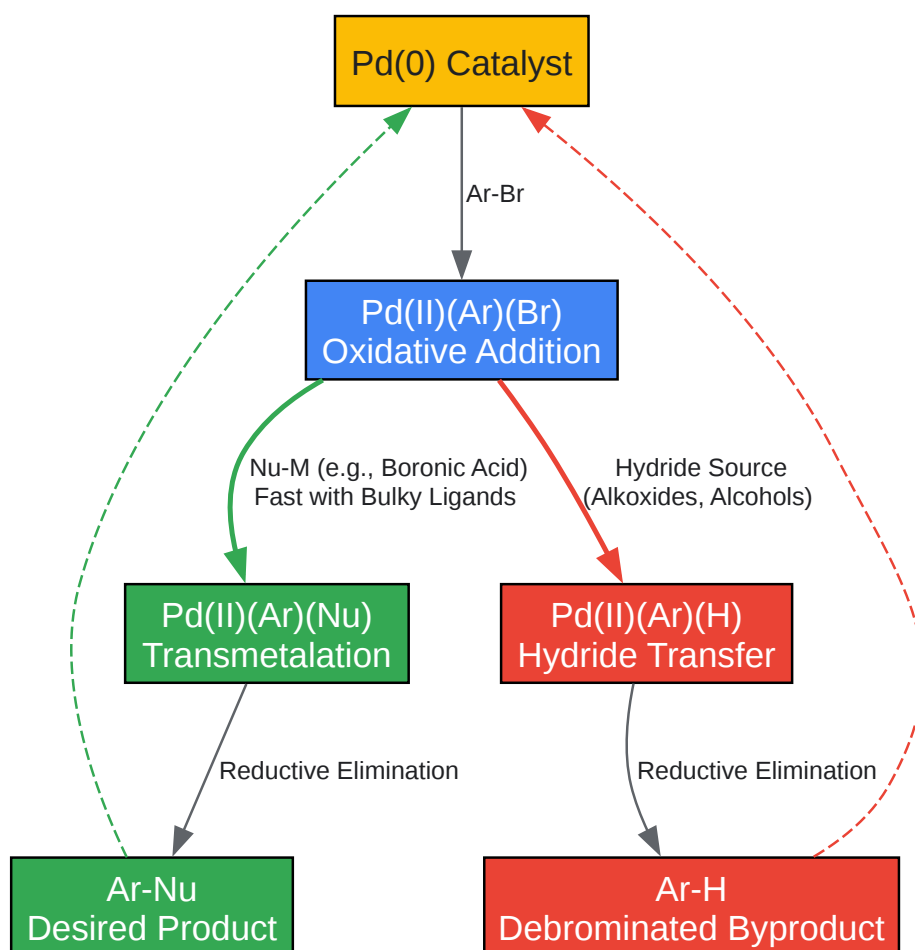 Pd(0) Catalyst
Ar-Br
Pd(II)(Ar)(Br)
Oxidative Addition
Nu-M (e.g., Boronic Acid)
Fast with Bulky Ligands
Hydride Source
(Alkoxides, Alcohols)
Pd(II)(Ar)(Nu)
Transmetalation
Pd(II)(Ar)(H)
Hydride Transfer
Reductive Elimination
Reductive Elimination
Ar-Nu
Desired Product
Ar-H
Debrominated Byproduct